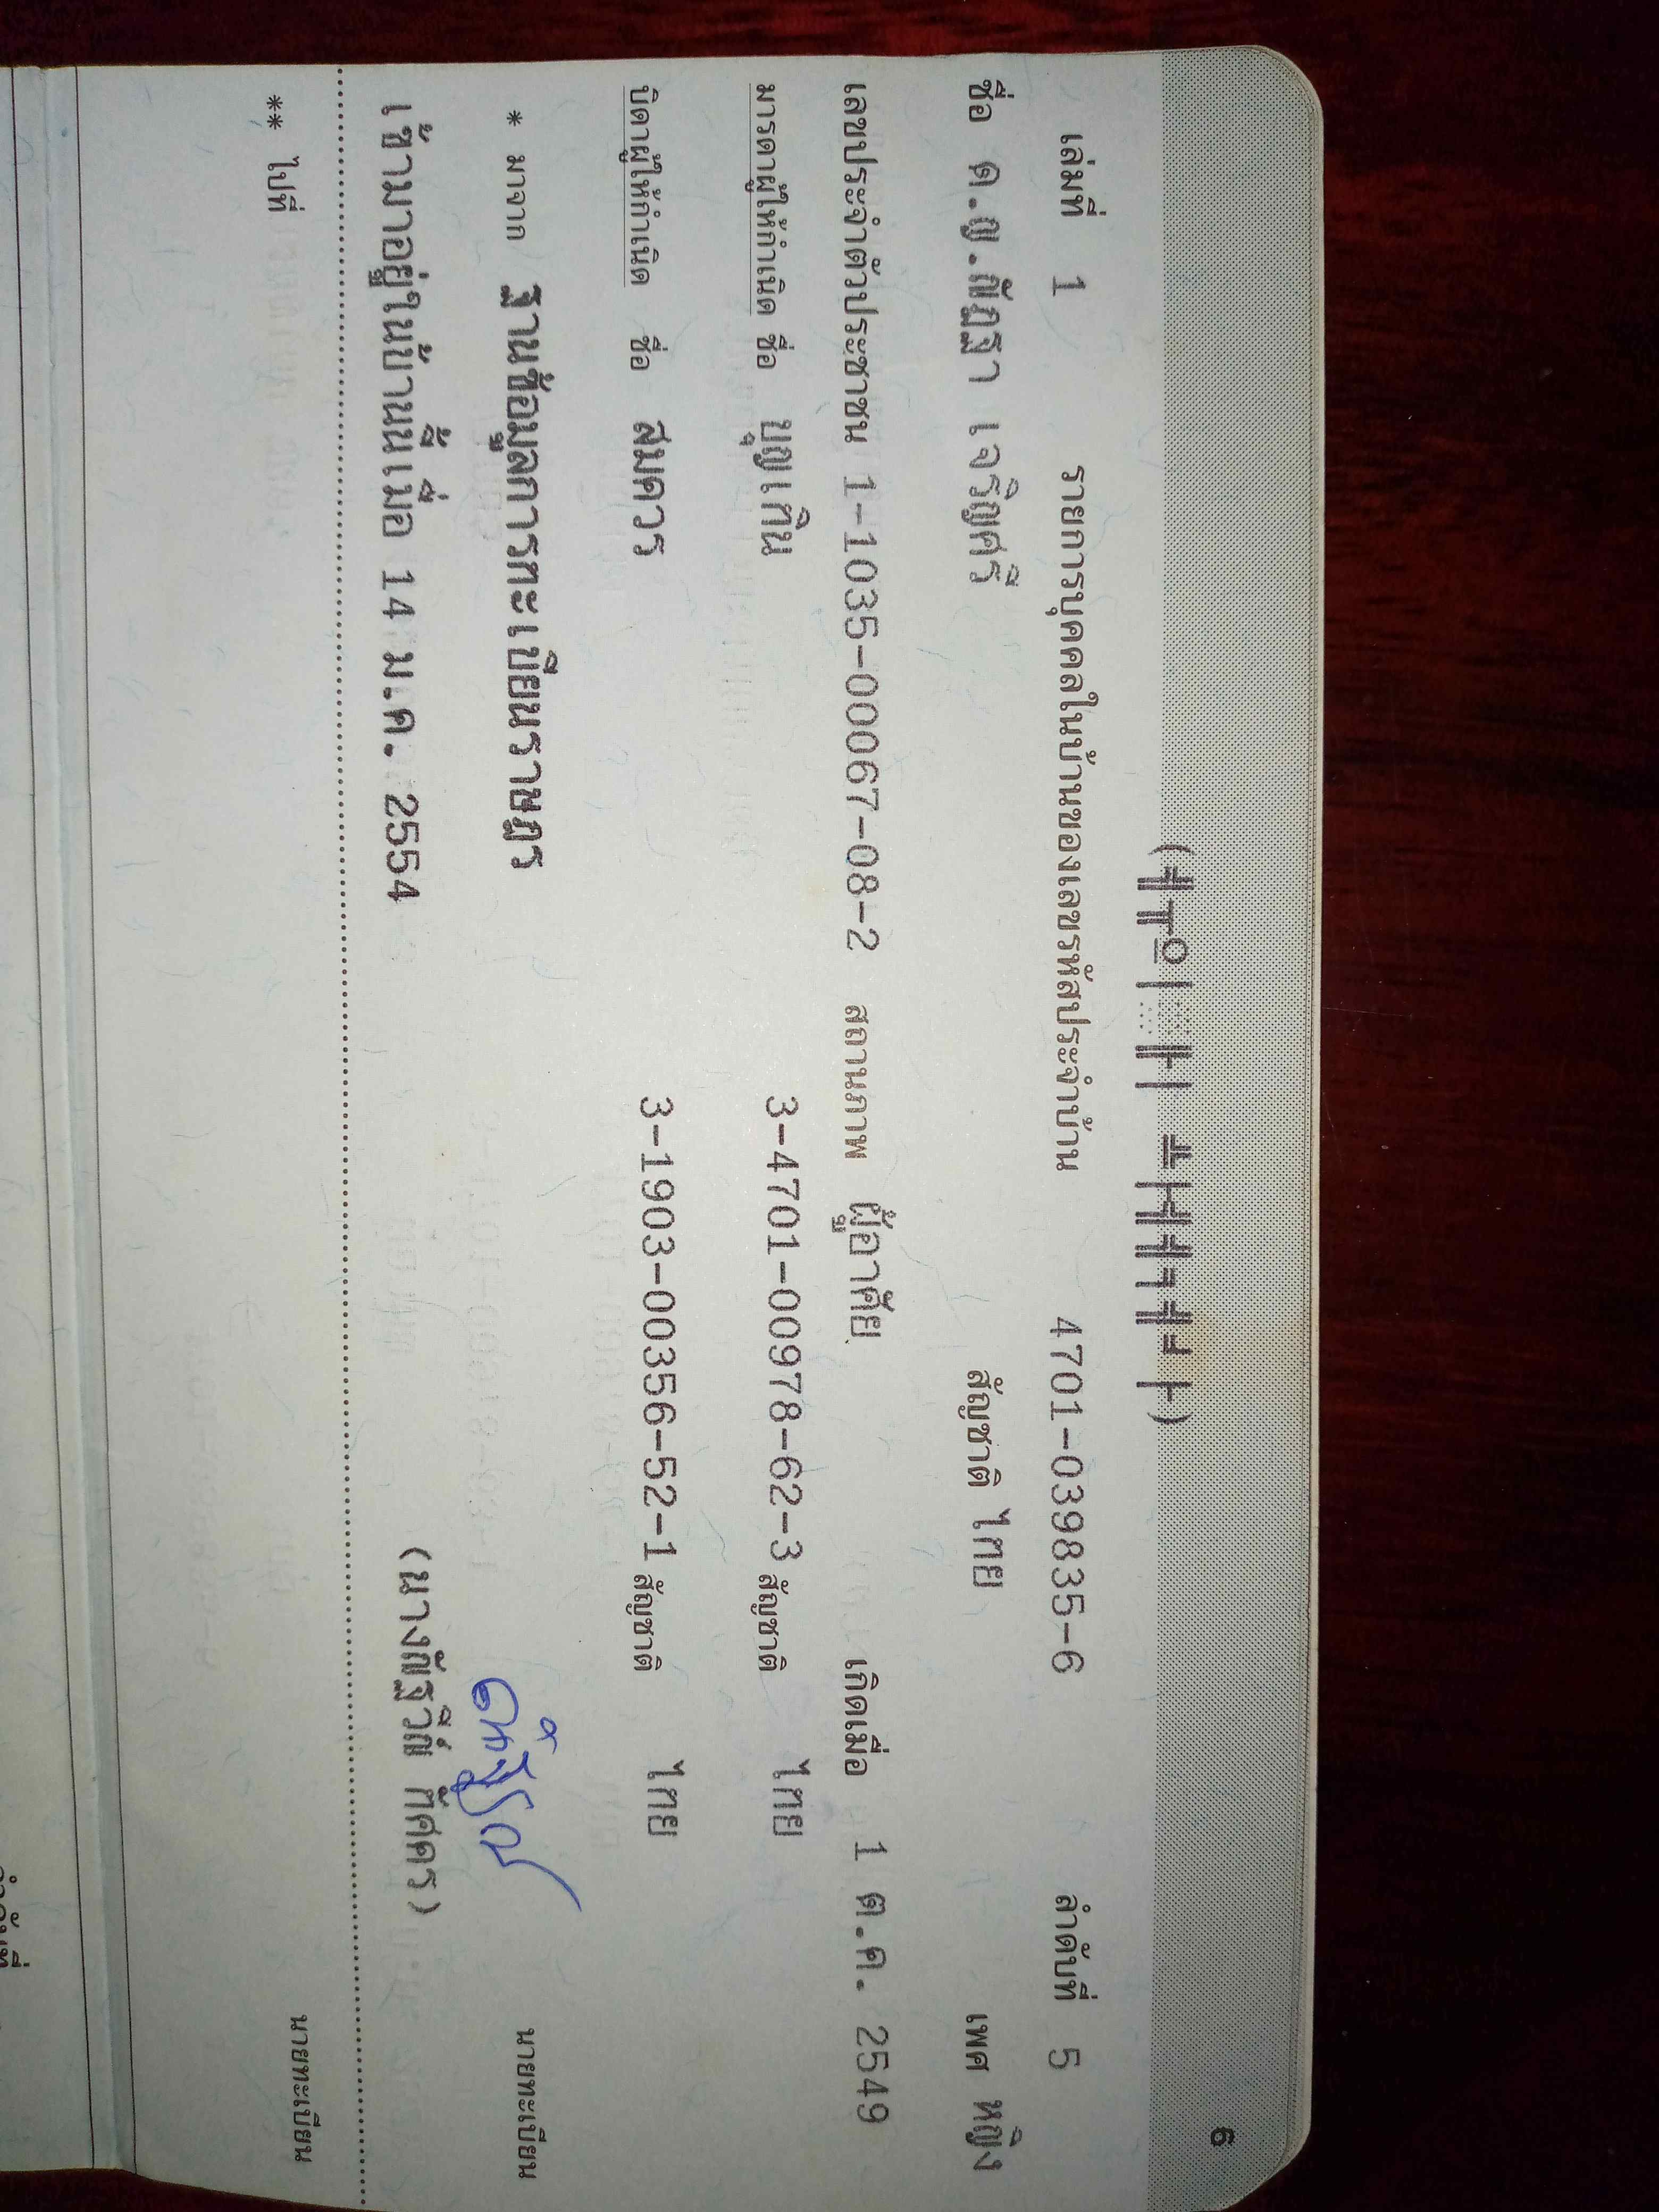 6
เล่มที่ 1 รายการบุคคลในบ้านของเลขรหัสประจำบ้าน 4701-039835-6 ลำดับที่ 5
ชื่อ ด.ญ.ณัฏฐา เจริญศรี สัญชาติ ไทย เพศ หญิง
เลขประจำตัวประชาชน 1-1035-00067-08-2 สถานภาพ ผู้อาศัย เกิดเมื่อ 1 ต.ค. 2549
มารดาผู้ให้กำเนิด ชื่อ บุญเทิน 3-4701-00978-62-3 สัญชาติ ไทย
บิดาผู้ให้กำเนิด ชื่อ สมควร 3-1903-00356-52-1 สัญชาติ ไทย
* มาจาก ฐานข้อมูลการทะเบียนราษฎร
นายทะเบียน
เข้ามาอยู่ในบ้านนี้เมื่อ 14 ม.ค. 2554 (นางณัฐวีณ์ ทัศคร)
** ไปที่
นายทะเบียน